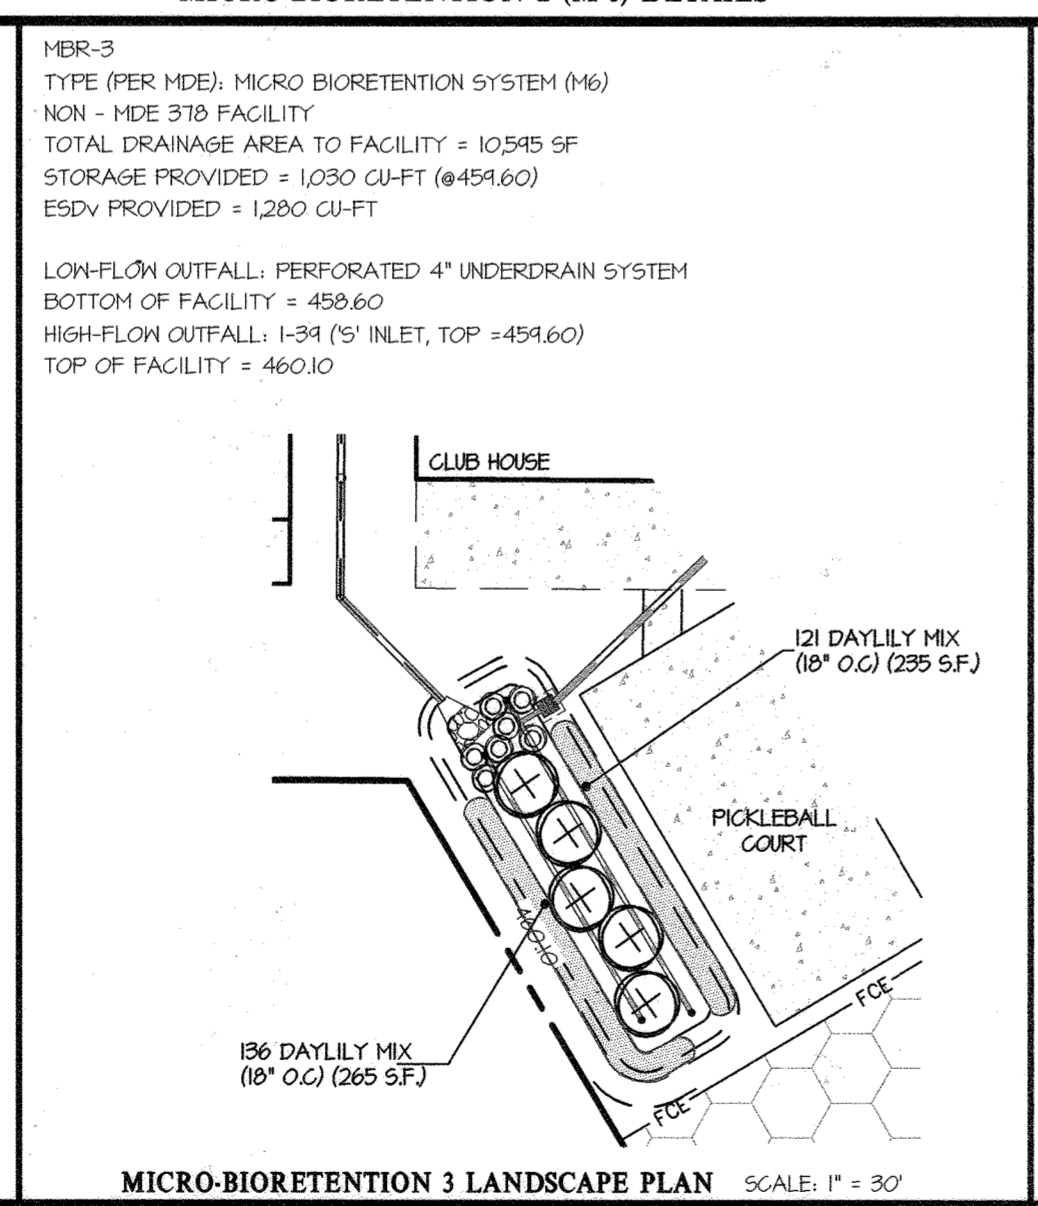 MBR-3
TYPE (PER MDE): MICRO BIORETENTION SYSTEM (M6)
NON - MDE 378 FACILITY
TOTAL DRAINAGE AREA TO FACILITY = 10,595 SF
STORAGE PROVIDED = 1,030 CU-FT (@459.60)
ESDv PROVIDED = 1,280 CU-FT
LOW-FLOW OUTFALL: PERFORATED 4" UNDERDRAIN SYSTEM
BOTTOM OF FACILITY = 458.60
HIGH-FLOW OUTFALL: I-39 ('S' INLET, TOP =459.60)
TOP OF FACILITY = 460.10
CLUB HOUSE
121 DAYLILY MIX
(18" O.C) (235 S.F.)
PICKLEBALL
COURT
460.10
FCE
136 DAYLILY MIX
(18" O.C) (265 S.F.)
FCE
MICRO-BIORETENTION 3 LANDSCAPE PLAN SCALE: 1" = 30'